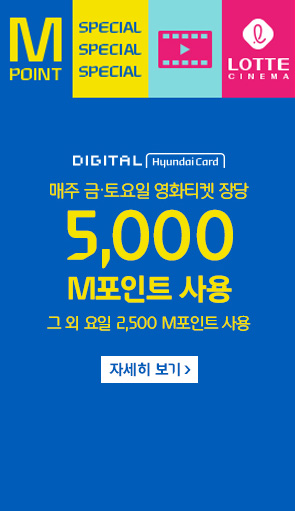 M
POINT
SPECIAL
SPECIAL
SPECIAL
LOTTE
CINEMA
DIGITAL Hyundai Card
매주 금·토요일 영화티켓 장당
5,000
M포인트 사용
그 외 요일 2,500 M포인트 사용
자세히 보기 >